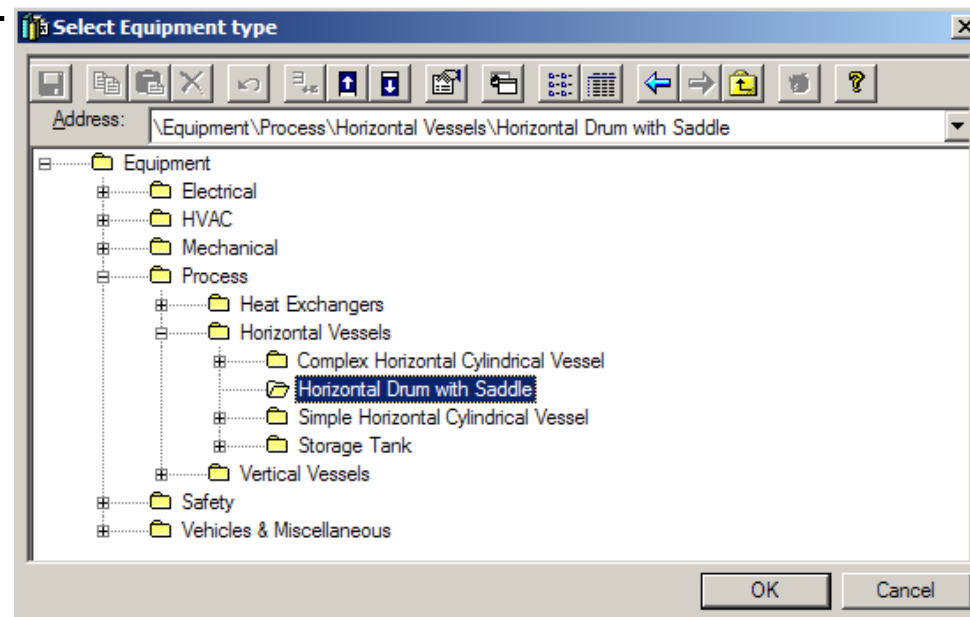 Select Equipment type
Address: \Equipment\Process\Horizontal Vessels\Horizontal Drum with Saddle
Equipment
Electrical
HVAC
Mechanical
Process
Heat Exchangers
Horizontal Vessels
Complex Horizontal Cylindrical Vessel
Horizontal Drum with Saddle
Simple Horizontal Cylindrical Vessel
Storage Tank
Vertical Vessels
Safety
Vehicles & Miscellaneous
OK Cancel